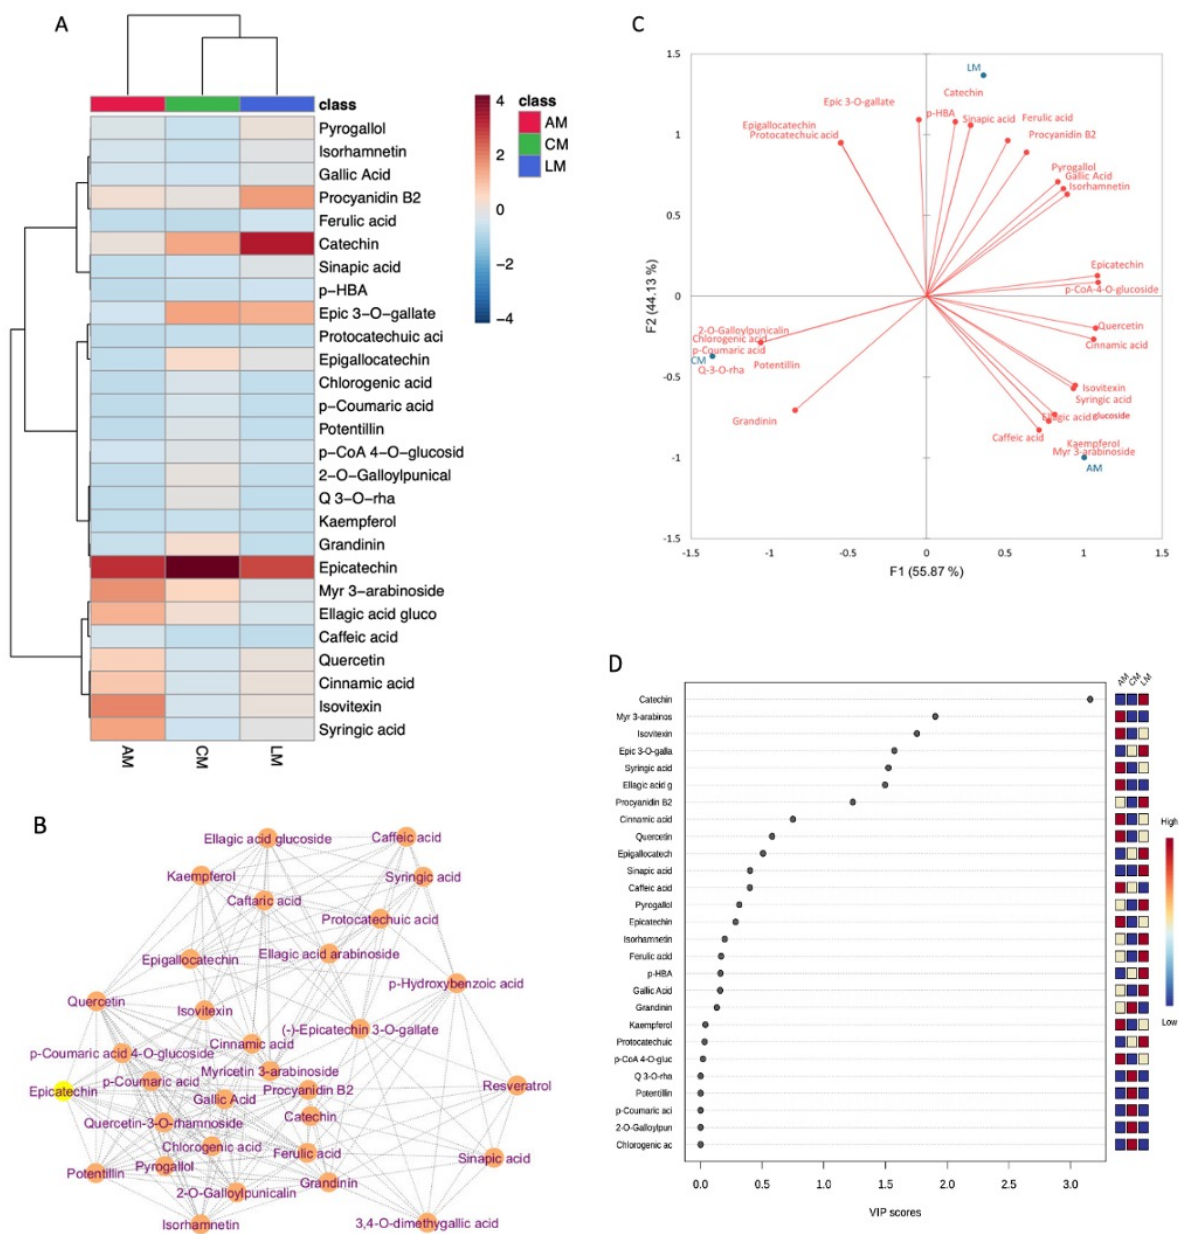 A
class
Pyrogallol
Isorhamnetin
Gallic Acid
Procyanidin B2
Ferulic acid
Catechin
Sinapic acid
p−HBA
Epic 3−O−gallate
Protocatechuic aci
Epigallocatechin
Chlorogenic acid
p−Coumaric acid
Potentillin
p−CoA 4−O−glucosid
2−O−Galloylpunical
Q 3−O−rha
Kaempferol
Grandinin
Epicatechin
Myr 3−arabinoside
Ellagic acid gluco
Caffeic acid
Quercetin
Cinnamic acid
Isovitexin
Syringic acid
AM
CM
LM
4
2
0
−2
−4
class
AM
CM
LM
B
Ellagic acid glucoside
Caffeic acid
Kaempferol
Syringic acid
Caftaric acid
Protocatechuic acid
Epigallocatechin
Ellagic acid arabinoside
p-Hydroxybenzoic acid
Quercetin
Isovitexin
(-)-Epicatechin 3-O-gallate
Cinnamic acid
p-Coumaric acid 4-O-glucoside
Myricetin 3-arabinoside
p-Coumaric acid
Epicatechin
Procyanidin B2
Resveratrol
Gallic Acid
Catechin
Quercetin-3-O-rhamnoside
Chlorogenic acid
Ferulic acid
Sinapic acid
Pyrogallol
Potentillin
Grandinin
2-O-Galloylpunicalin
Isorhamnetin
3,4-O-dimethygallic acid
C
1.5
1
0.5
0
-0.5
-1
-1.5
F2 (44.13 %)
LM
Catechin
Epic 3-O-gallate
p-HBA
Sinapic acid
Ferulic acid
Epigallocatechin
Protocatechuic acid
Procyanidin B2
Pyrogallol
Gallic Acid
Isorhamnetin
Epicatechin
p-CoA-4-O-glucoside
Quercetin
Cinnamic acid
2-O-Galloylpunicalin
Chlorogenic acid
p-Coumaric acid
CM
Q-3-O-rha
Potentillin
Grandinin
Isovitexin
Syringic acid
Ellagic acid glucoside
Caffeic acid
Kaempferol
Myr 3-arabinoside
AM
-1.5
-1
-0.5
0
0.5
1
1.5
F1 (55.87 %)
D
AM
CM
LM
Catechin
Myr 3-arabinos
Isovitexin
Epic 3-O-galla
Syringic acid
Ellagic acid g
Procyanidin B2
Cinnamic acid
Quercetin
Epigallocatech
Sinapic acid
Caffeic acid
Pyrogallol
Epicatechin
Isorhamnetin
Ferulic acid
p-HBA
Gallic Acid
Grandinin
Kaempferol
Protocatechuic
p-CoA 4-O-gluc
Q 3-O-rha
Potentillin
p-Coumaric aci
2-O-Galloylpun
Chlorogenic ac
0.0
0.5
1.0
1.5
2.0
2.5
3.0
VIP scores
High
Low